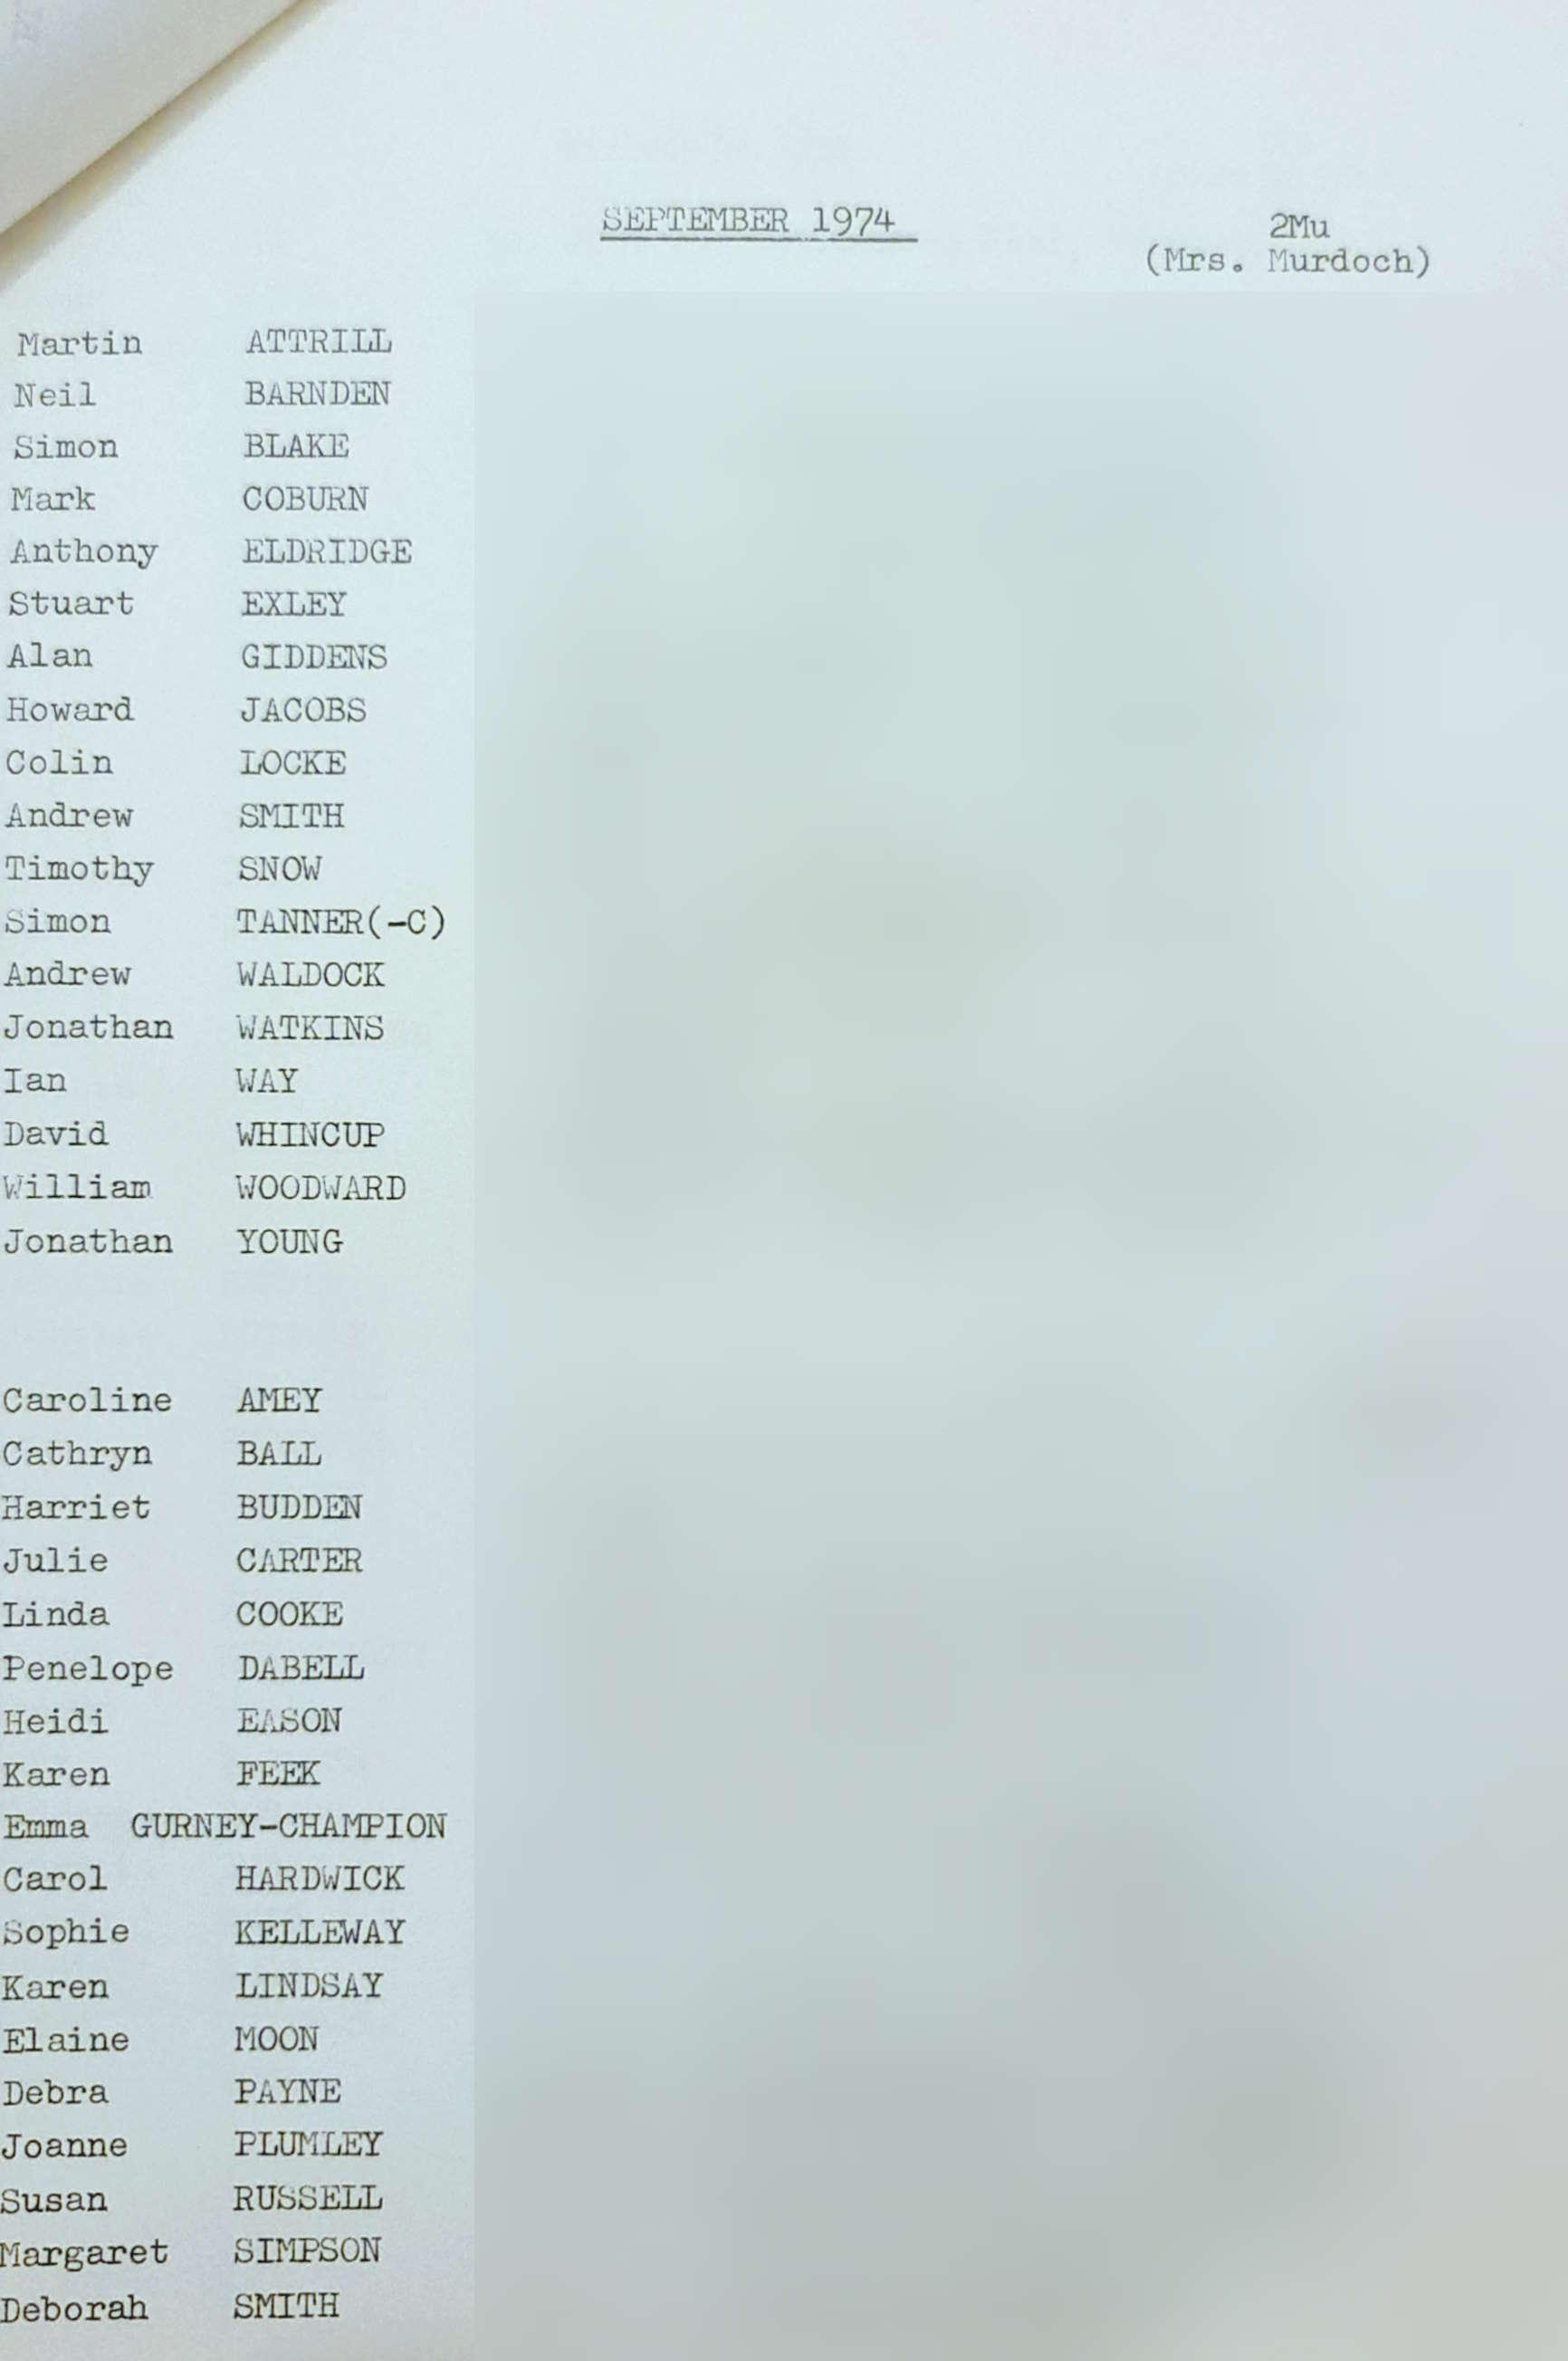 SEPTEMBER 1974
2Mu
(Mrs. Murdoch)
Martin ATTRILL
Neil BARNDEN
Simon BLAKE
Mark COBURN
Anthony ELDRIDGE
Stuart EXLEY
Alan GIDDENS
Howard JACOBS
Colin LOCKE
Andrew SMITH
Timothy SNOW
Simon TANNER(-C)
Andrew WALDOCK
Jonathan WATKINS
Ian WAY
David WHINCUP
William WOODWARD
Jonathan YOUNG
Caroline AMEY
Cathryn BALL
Harriet BUDDEN
Julie CARTER
Linda COOKE
Penelope DABELL
Heidi EASON
Karen FEEK
Emma GURNEY-CHAMPION
Carol HARDWICK
Sophie KELLEWAY
Karen LINDSAY
Elaine MOON
Debra PAYNE
Joanne PLUMLEY
Susan RUSSELL
Margaret SIMPSON
Deborah SMITH